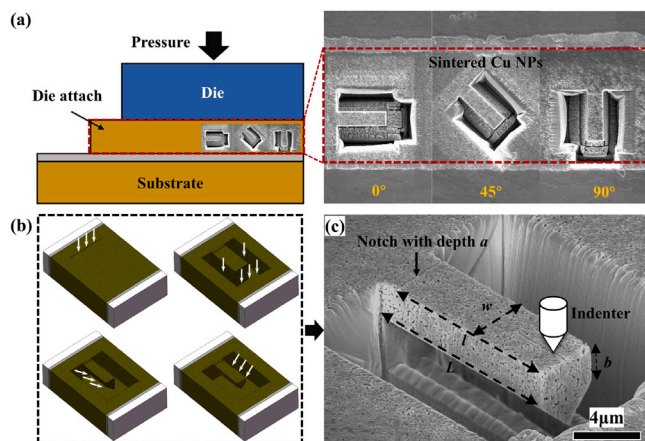 (a)
Pressure
Die
Die attach
Substrate
Sintered Cu NPs
0°
45°
90°
(b)
(c)
Notch with depth a
w
Indenter
l
L
b
4μm